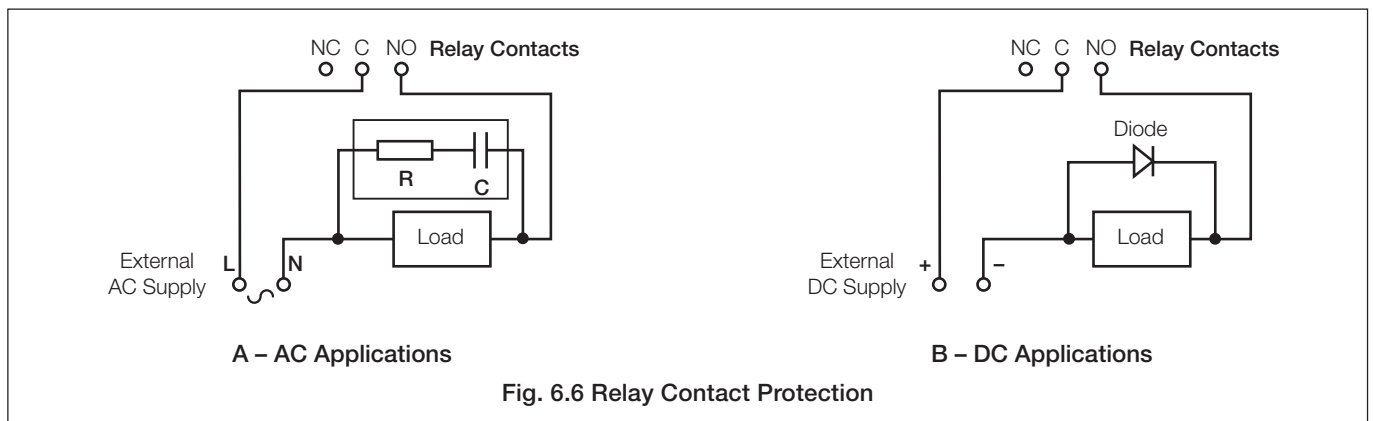 NC C NO Relay Contacts
R
C
Load
External
AC Supply
L
N
A – AC Applications
NC C NO Relay Contacts
Diode
Load
External
DC Supply
+
–
B – DC Applications
Fig. 6.6 Relay Contact Protection